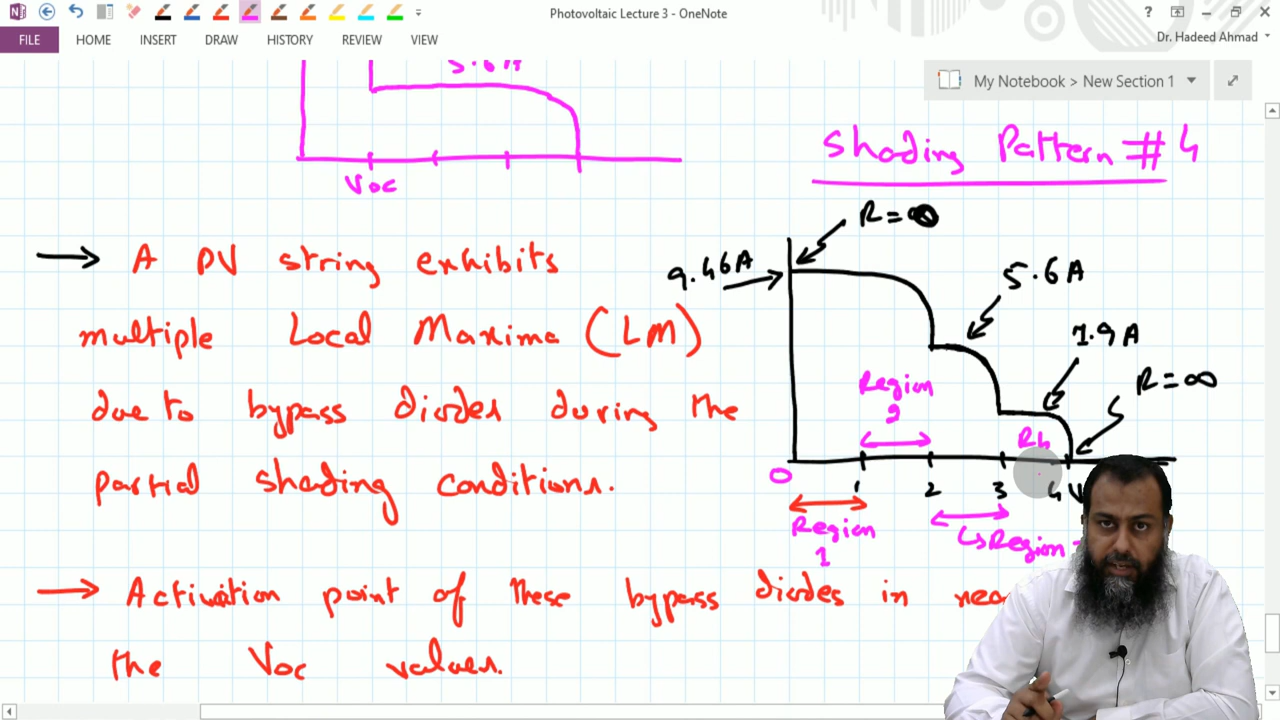 Photovoltaic Lecture 3 - OneNote
FILE HOME INSERT DRAW HISTORY REVIEW VIEW
Dr. Hadeed Ahmad
My Notebook > New Section 1
5.6A
Voc
Shading Pattern #4
R=0
9.46A
5.6A
1.9A
R=∞
Region
2
0 1 2 3 4
Region
1
Region
→ A PV string exhibits
multiple Local Maxima (LM)
due to bypass diodes during the
partial shading conditions.
→ Activation point of these bypass diodes in near
the Voc values.